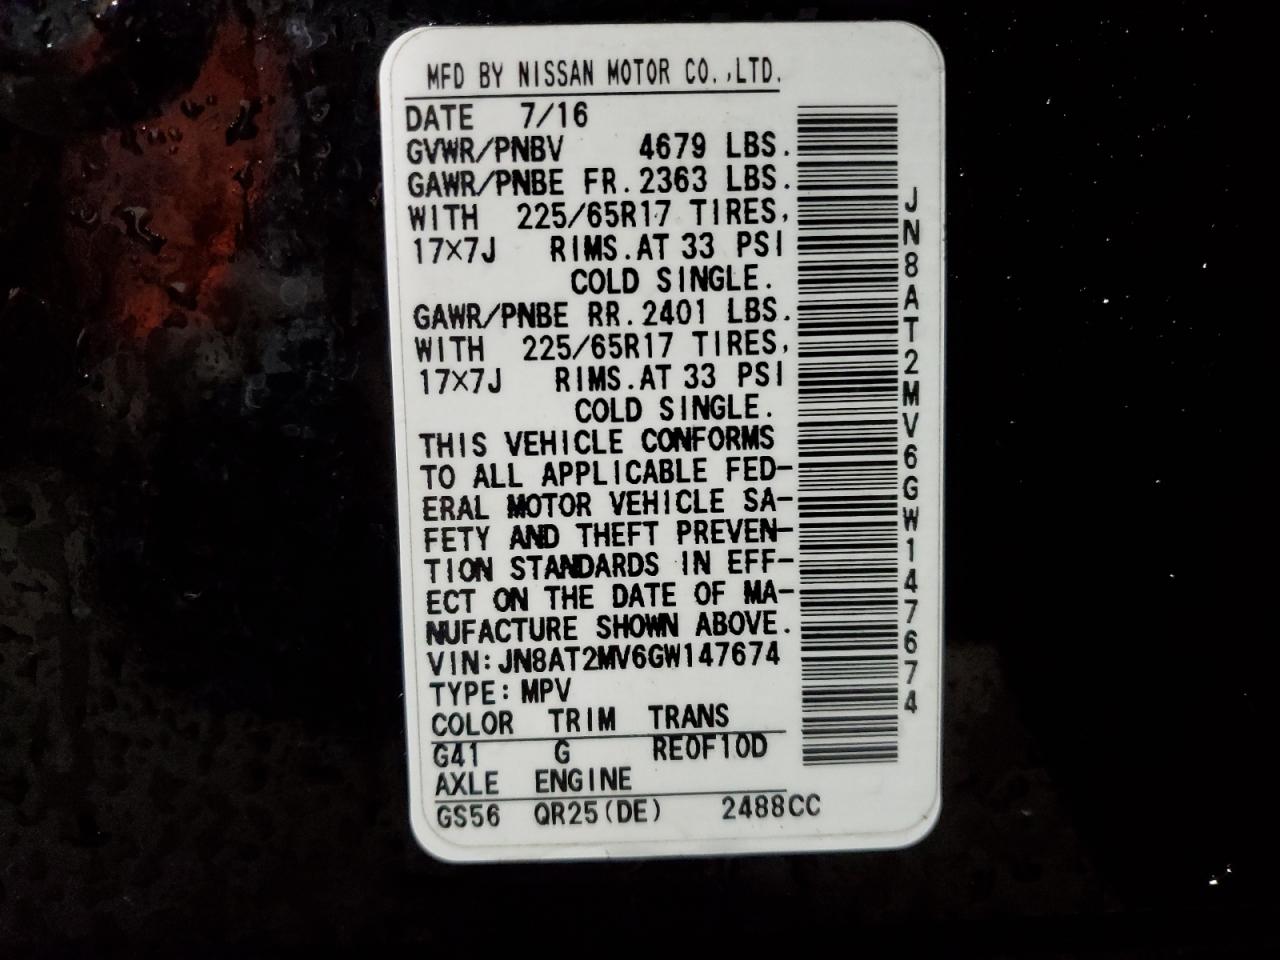 MFD BY NISSAN MOTOR CO.,LTD.
DATE 7/16
GVWR/PNBV 4679 LBS.
GAWR/PNBE FR.2363 LBS.
WITH 225/65R17 TIRES,
17×7J RIMS.AT 33 PSI
COLD SINGLE.
GAWR/PNBE RR.2401 LBS.
WITH 225/65R17 TIRES,
17×7J RIMS.AT 33 PSI
COLD SINGLE.
THIS VEHICLE CONFORMS
TO ALL APPLICABLE FED-
ERAL MOTOR VEHICLE SA-
FETY AND THEFT PREVEN-
TION STANDARDS IN EFF-
ECT ON THE DATE OF MA-
NUFACTURE SHOWN ABOVE.
VIN:JN8AT2MV6GW147674
TYPE:MPV
COLOR TRIM TRANS
G41 G RE0F10D
AXLE ENGINE
GS56 QR25(DE) 2488CC
JN8AT2MV6GW147674